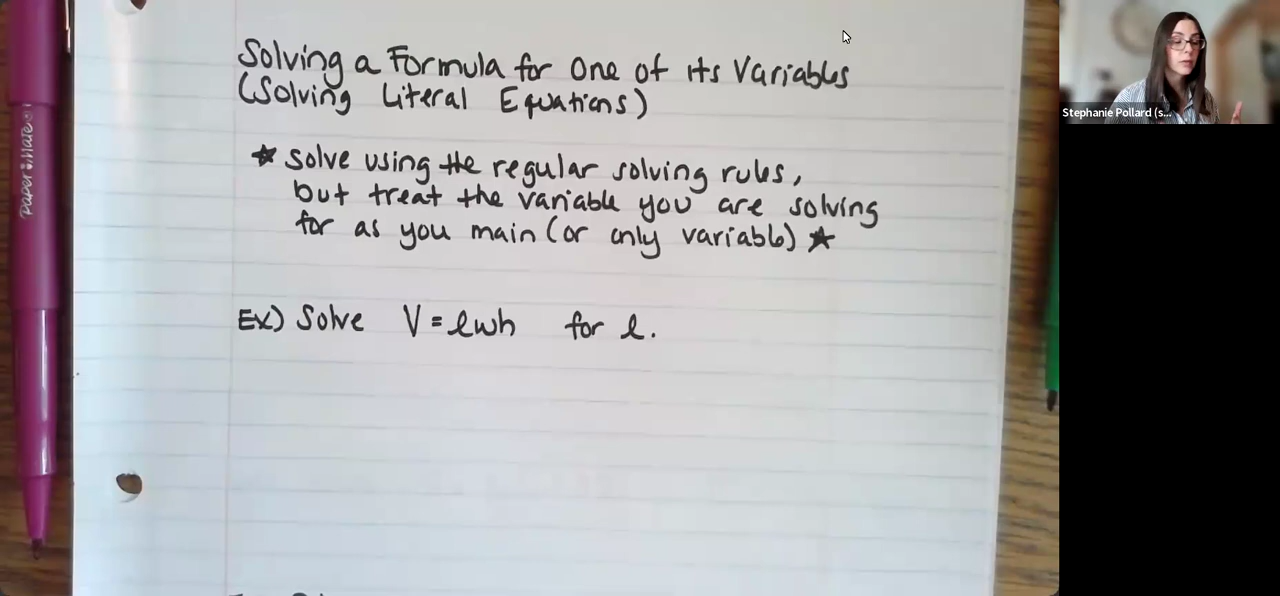 Solving a Formula for One of its Variables
(Solving Literal Equations)
★ solve using the regular solving rules,
but treat the variable you are solving
for as you main (or only variable) ★
Ex) Solve V = lwh for l.
PAPER MATE
Stephanie Pollard (s...